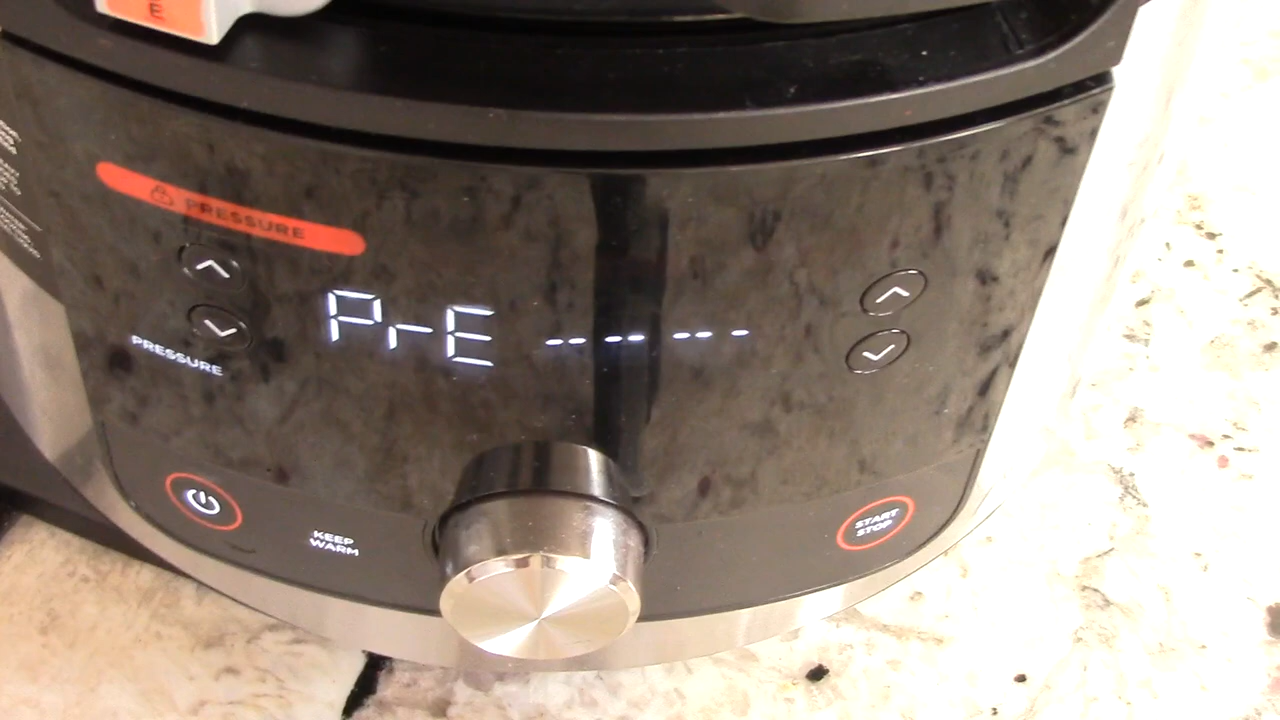 E
PRESSURE
PrE -- -- -- -
PRESSURE
KEEP
WARM
START
STOP